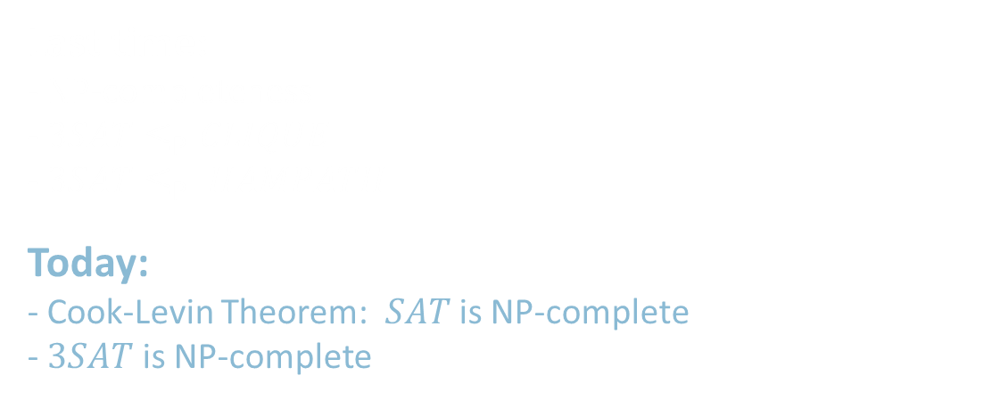 Today:
- Cook-Levin Theorem: SAT is NP-complete
- 3SAT is NP-complete